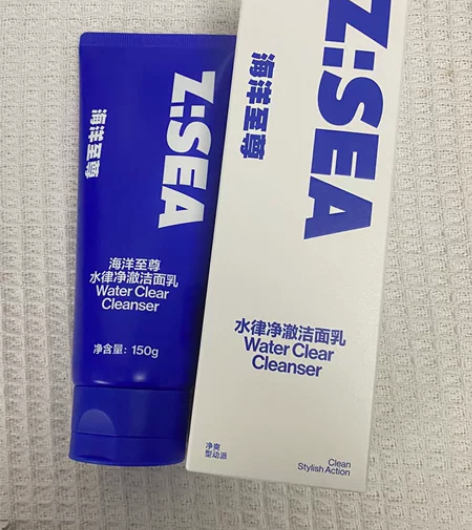 Z:SEA
海洋至尊
海洋至尊
水律净澈洁面乳
Water Clear
Cleanser
净含量：150g
Z:SEA
海洋至尊
水律净澈洁面乳
Water Clear
Cleanser
净爽
型动派
Clean
Stylish Action